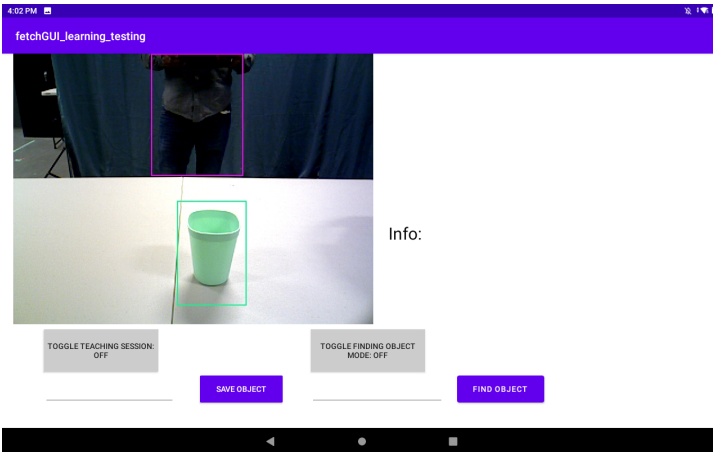 4:02 PM
fetchGUI_learning_testing
Info:
TOGGLE TEACHING SESSION:
OFF
TOGGLE FINDING OBJECT
MODE: OFF
SAVE OBJECT
FIND OBJECT